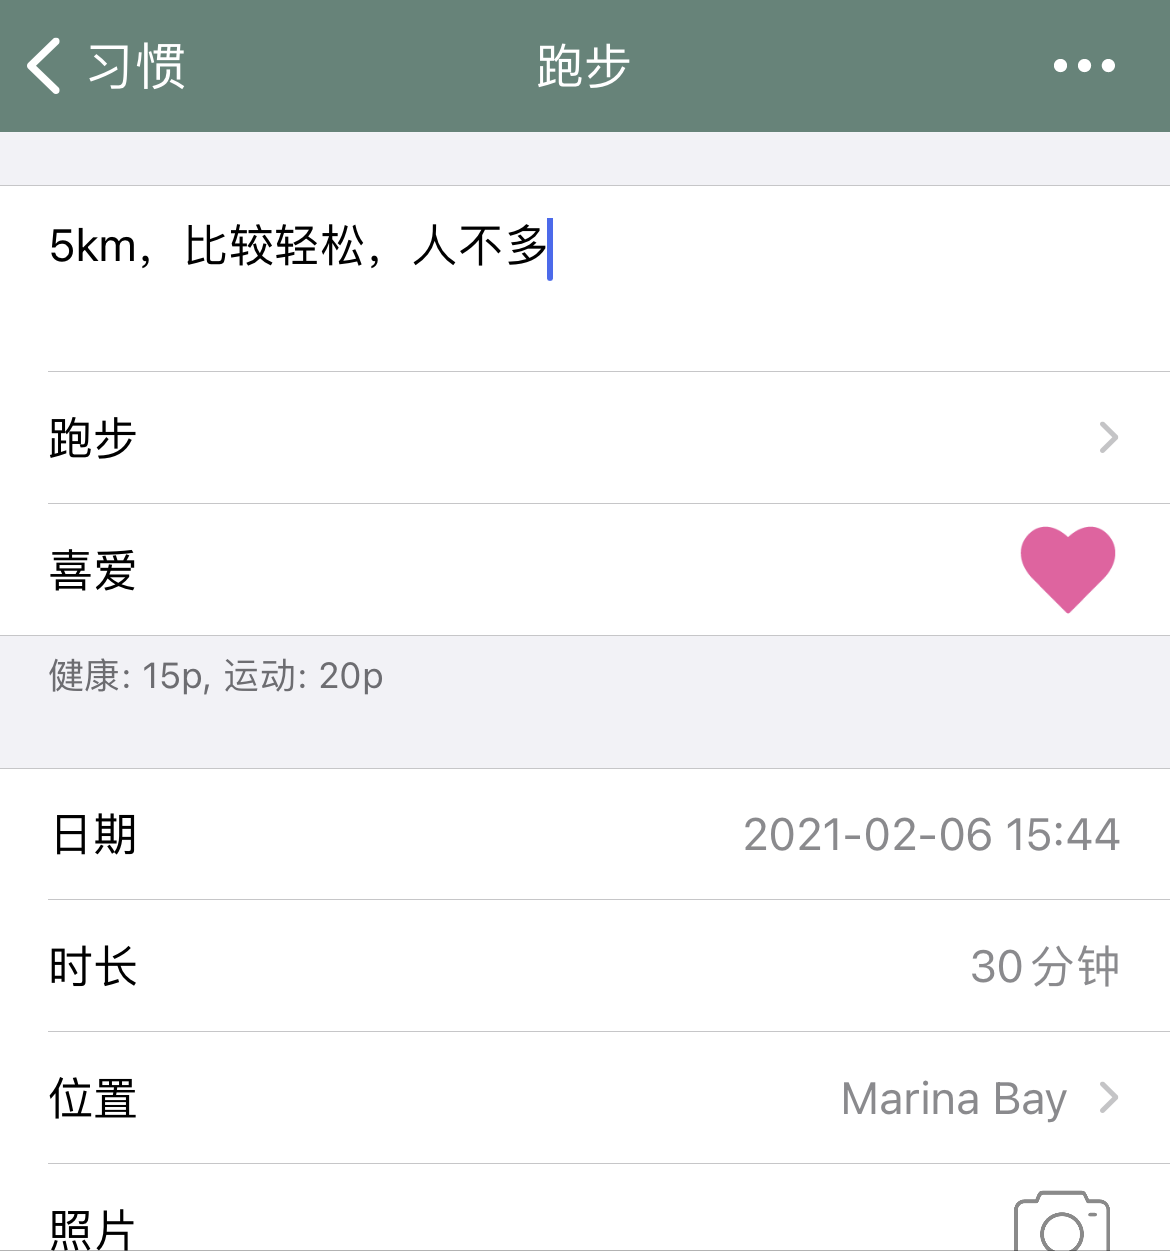 习惯
跑步
5km，比较轻松，人不多
跑步
喜爱
健康: 15p, 运动: 20p
日期 2021-02-06 15:44
时长 30 分钟
位置 Marina Bay
照片